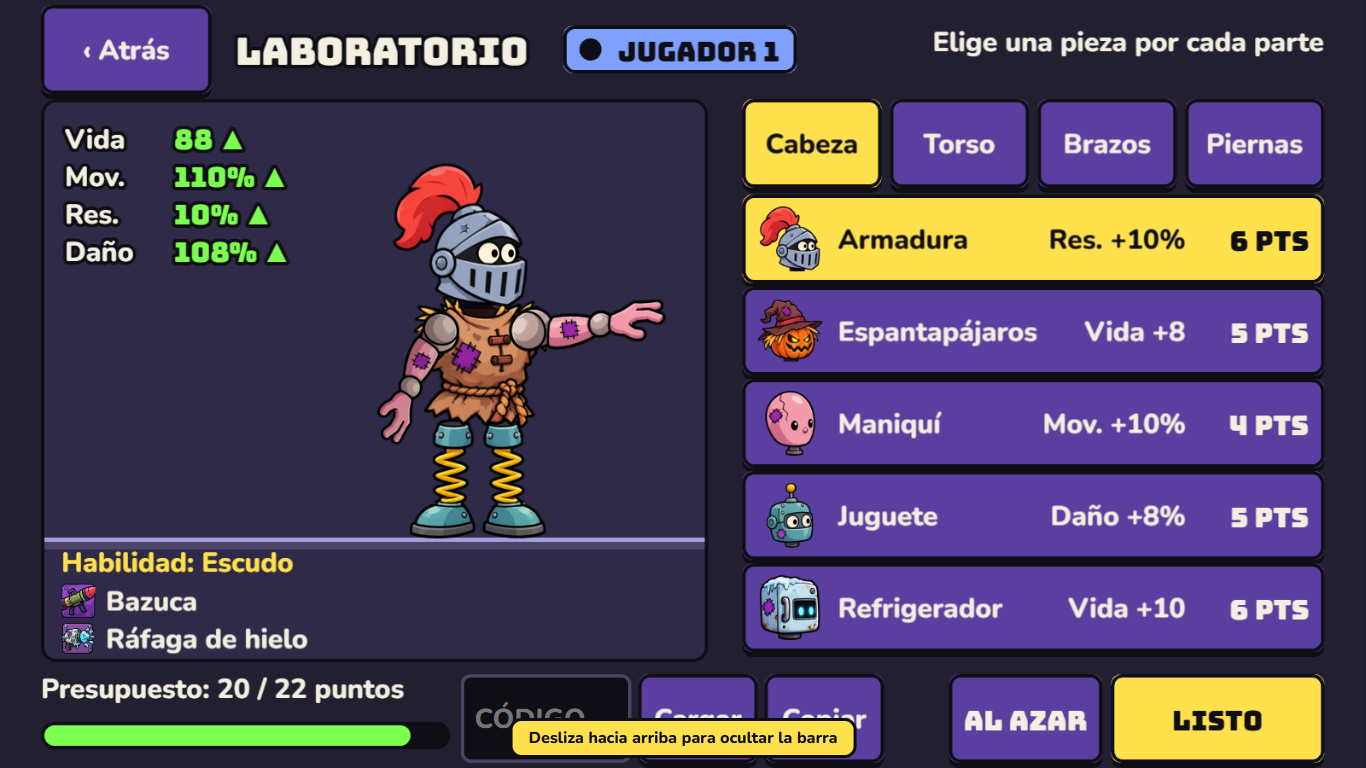 ‹ Atrás
LABORATORIO
JUGADOR 1
Elige una pieza por cada parte
Vida 88 ▲
Mov. 110% ▲
Res. 10% ▲
Daño 108% ▲
Cabeza
Torso
Brazos
Piernas
Armadura Res. +10% 6 PTS
Espantapájaros Vida +8 5 PTS
Maniquí Mov. +10% 4 PTS
Juguete Daño +8% 5 PTS
Refrigerador Vida +10 6 PTS
Habilidad: Escudo
Bazuca
Ráfaga de hielo
Presupuesto: 20 / 22 puntos
CÓDIGO
Cargar
Copiar
AL AZAR
LISTO
Desliza hacia arriba para ocultar la barra